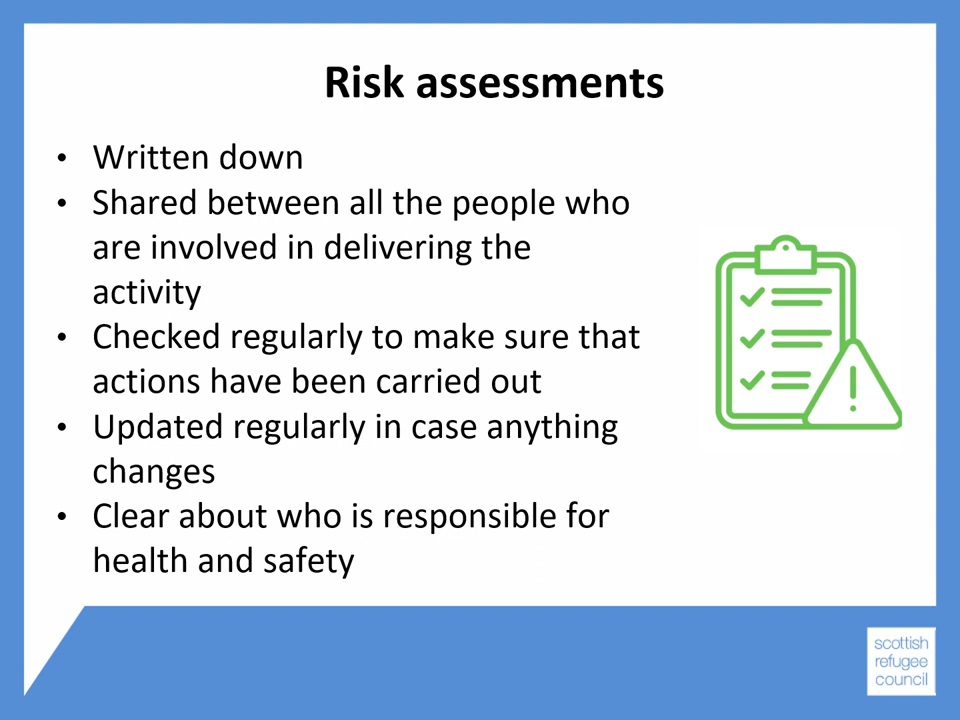 Risk assessments
• Written down
• Shared between all the people who
are involved in delivering the
activity
• Checked regularly to make sure that
actions have been carried out
• Updated regularly in case anything
changes
• Clear about who is responsible for
health and safety
scottish
refugee
council